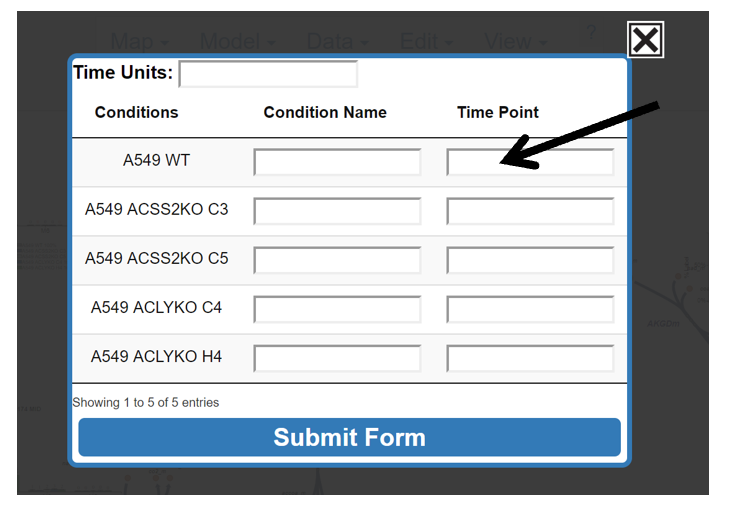 Map Model Data Edit View ?
Time Units:
Conditions Condition Name Time Point
A549 WT
A549 ACSS2KO C3
A549 ACSS2KO C5
A549 ACLYKO C4
A549 ACLYKO H4
Showing 1 to 5 of 5 entries
Submit Form